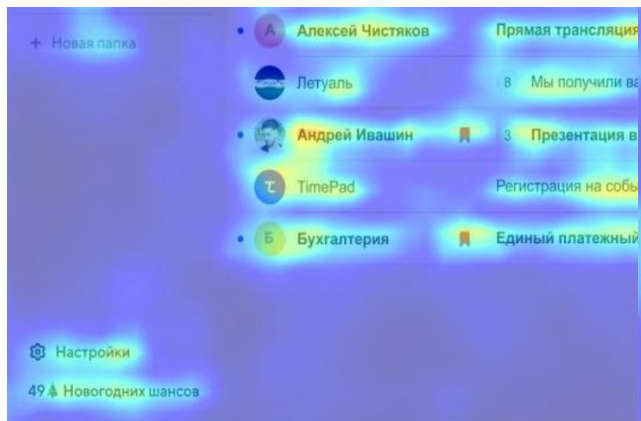 + Новая папка
А Алексей Чистяков Прямая трансляция
Летуаль 8 Мы получили ва
Андрей Ивашин 3 Презентация в
τ TimePad Регистрация на собы
Б Бухгалтерия Единый платежный
Настройки
49 Новогодних шансов